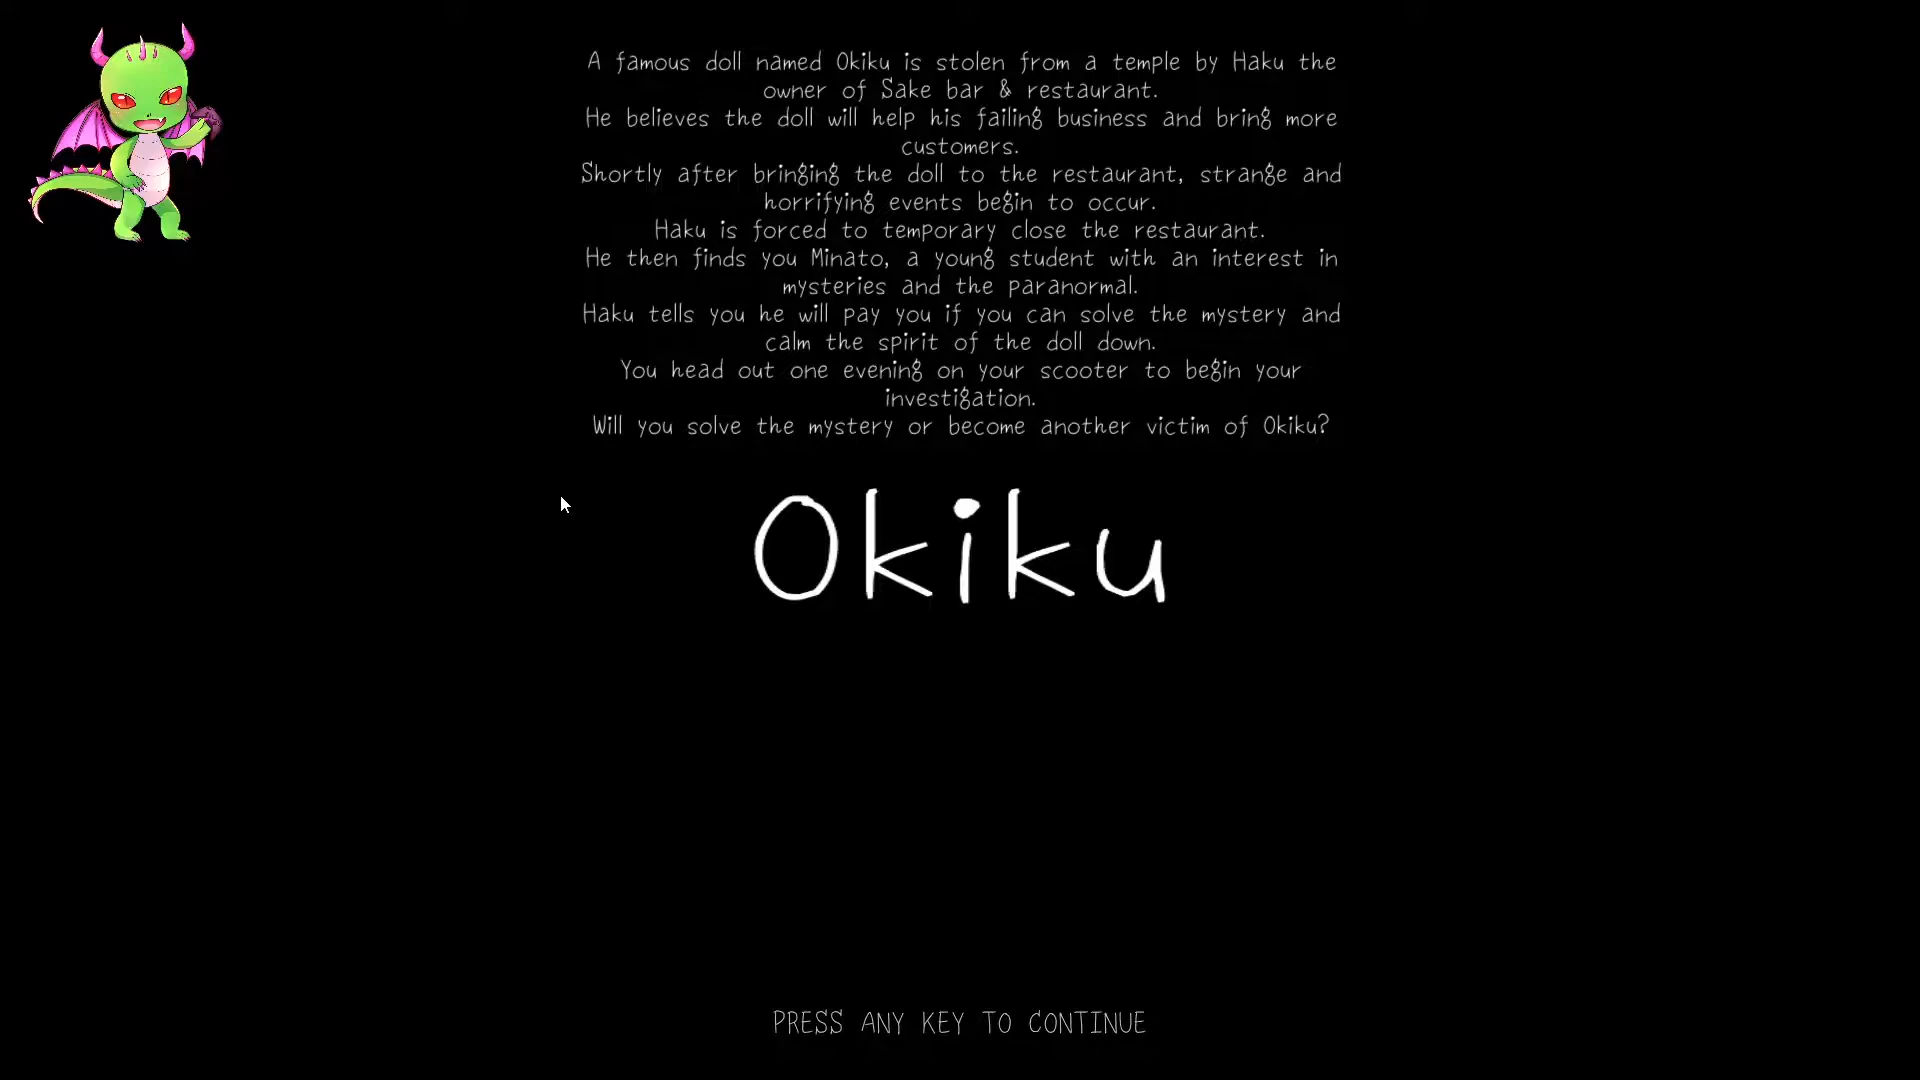 A famous doll named Okiku is stolen from a temple by Haku the
owner of Sake bar & restaurant.
He believes the doll will help his failing business and bring more
customers.
Shortly after bringing the doll to the restaurant, strange and
horrifying events begin to occur.
Haku is forced to temporary close the restaurant.
He then finds you Minato, a young student with an interest in
mysteries and the paranormal.
Haku tells you he will pay you if you can solve the mystery and
calm the spirit of the doll down.
You head out one evening on your scooter to begin your
investigation.
Will you solve the mystery or become another victim of Okiku?
Okiku
PRESS ANY KEY TO CONTINUE